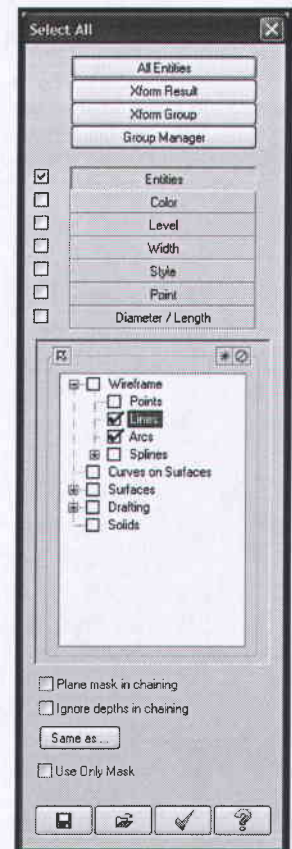 Select All
All Entities
Xform Result
Xform Group
Group Manager
Entities
Color
Level
Width
Style
Point
Diameter / Length
Wireframe
Points
Lines
Arcs
Splines
Curves on Surfaces
Surfaces
Drafting
Solids
Plane mask in chaining
Ignore depths in chaining
Same as ...
Use Only Mask